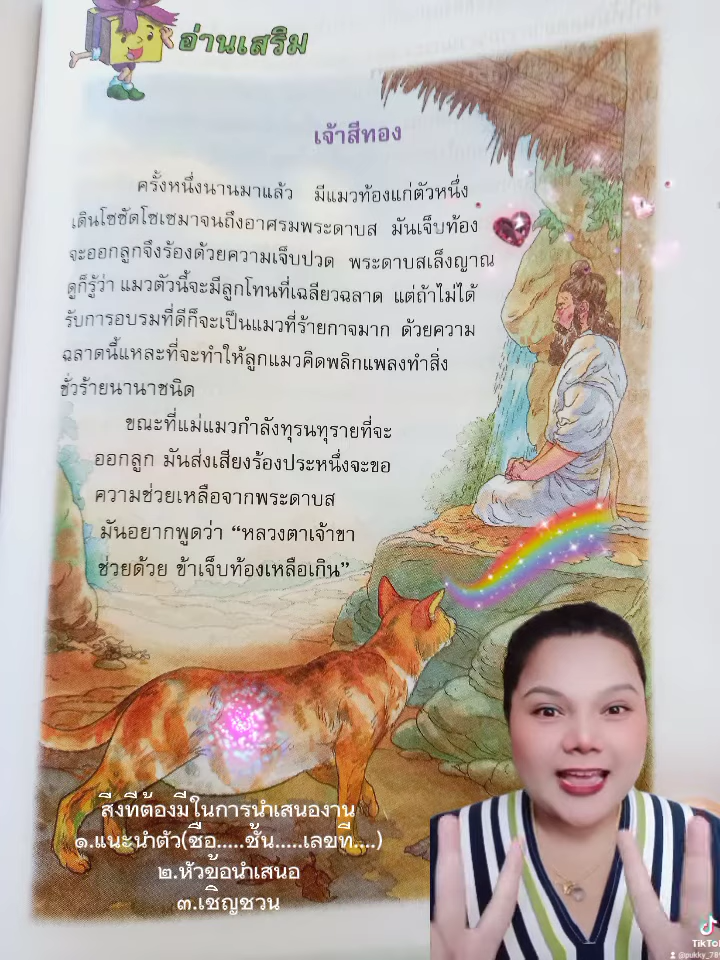 อ่านเสริม
เจ้าสีทอง
ครั้งหนึ่งนานมาแล้ว มีแมวท้องแก่ตัวหนึ่ง
เดินโซซัดโซเซมาจนถึงอาศรมพระดาบส มันเจ็บท้อง
จะออกลูกจึงร้องด้วยความเจ็บปวด พระดาบสเล็งญาณ
ดูก็รู้ว่า แมวตัวนี้จะมีลูกโทนที่เฉลียวฉลาด แต่ถ้าไม่ได้
รับการอบรมที่ดีก็จะเป็นแมวที่ร้ายกาจมาก ด้วยความ
ฉลาดนี้แหละที่จะทำให้ลูกแมวคิดพลิกแพลงทำสิ่ง
ชั่วร้ายนานาชนิด
ขณะที่แม่แมวกำลังทุรนทุรายที่จะ
ออกลูก มันส่งเสียงร้องประหนึ่งจะขอ
ความช่วยเหลือจากพระดาบส
มันอยากพูดว่า “หลวงตาเจ้าขา
ช่วยด้วย ข้าเจ็บท้องเหลือเกิน”
สิ่งที่ต้องมีในการนำเสนองาน
๑.แนะนำตัว(ชื่อ.....ชั้น.....เลขที่....)
๒.หัวข้อนำเสนอ
๓.เชิญชวน
TikTok